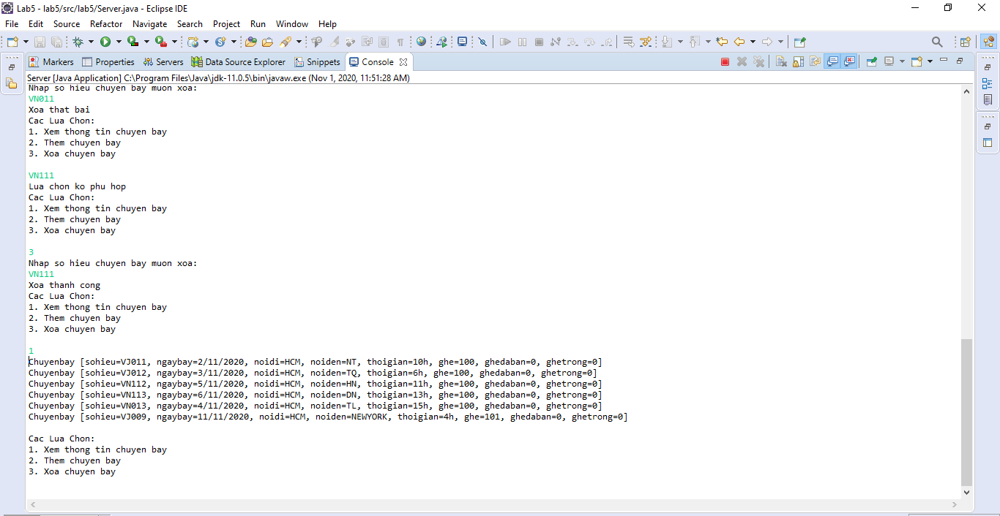 Lab5 - lab5/src/lab5/Server.java - Eclipse IDE
File Edit Source Refactor Navigate Search Project Run Window Help
Markers Properties Servers Data Source Explorer Snippets Console
Server [Java Application] C:\Program Files\Java\jdk-11.0.5\bin\javaw.exe (Nov 1, 2020, 11:51:28 AM)
Nhap so hieu chuyen bay muon xoa:
VN011
Xoa that bai
Cac Lua Chon:
1. Xem thong tin chuyen bay
2. Them chuyen bay
3. Xoa chuyen bay
VN111
Lua chon ko phu hop
Cac Lua Chon:
1. Xem thong tin chuyen bay
2. Them chuyen bay
3. Xoa chuyen bay
3
Nhap so hieu chuyen bay muon xoa:
VN111
Xoa thanh cong
Cac Lua Chon:
1. Xem thong tin chuyen bay
2. Them chuyen bay
3. Xoa chuyen bay
1
Chuyenbay [sohieu=VJ011, ngaybay=2/11/2020, noidi=HCM, noiden=NT, thoigian=10h, ghe=100, ghedaban=0, ghetrong=0]
Chuyenbay [sohieu=VJ012, ngaybay=3/11/2020, noidi=HCM, noiden=TQ, thoigian=6h, ghe=100, ghedaban=0, ghetrong=0]
Chuyenbay [sohieu=VN112, ngaybay=5/11/2020, noidi=HCM, noiden=HN, thoigian=11h, ghe=100, ghedaban=0, ghetrong=0]
Chuyenbay [sohieu=VN113, ngaybay=6/11/2020, noidi=HCM, noiden=DN, thoigian=13h, ghe=100, ghedaban=0, ghetrong=0]
Chuyenbay [sohieu=VN013, ngaybay=4/11/2020, noidi=HCM, noiden=TL, thoigian=15h, ghe=100, ghedaban=0, ghetrong=0]
Chuyenbay [sohieu=VJ009, ngaybay=11/11/2020, noidi=HCM, noiden=NEWYORK, thoigian=4h, ghe=101, ghedaban=0, ghetrong=0]
Cac Lua Chon:
1. Xem thong tin chuyen bay
2. Them chuyen bay
3. Xoa chuyen bay